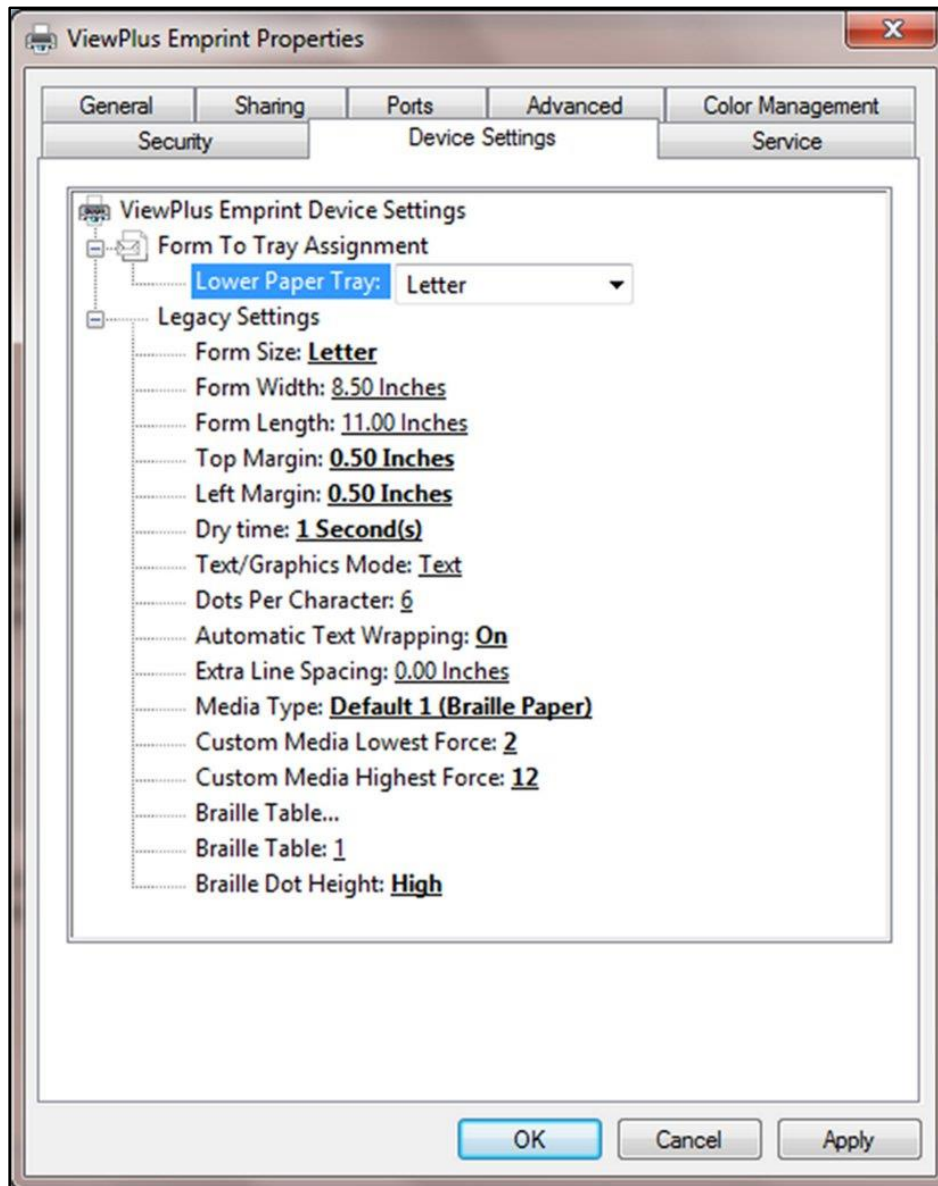 ViewPlus Emprint Properties
General Sharing Ports Advanced Color Management
Security Device Settings Service
ViewPlus Emprint Device Settings
Form To Tray Assignment
Lower Paper Tray: Letter
Legacy Settings
Form Size: Letter
Form Width: 8.50 Inches
Form Length: 11.00 Inches
Top Margin: 0.50 Inches
Left Margin: 0.50 Inches
Dry time: 1 Second(s)
Text/Graphics Mode: Text
Dots Per Character: 6
Automatic Text Wrapping: On
Extra Line Spacing: 0.00 Inches
Media Type: Default 1 (Braille Paper)
Custom Media Lowest Force: 2
Custom Media Highest Force: 12
Braille Table...
Braille Table: 1
Braille Dot Height: High
OK Cancel Apply